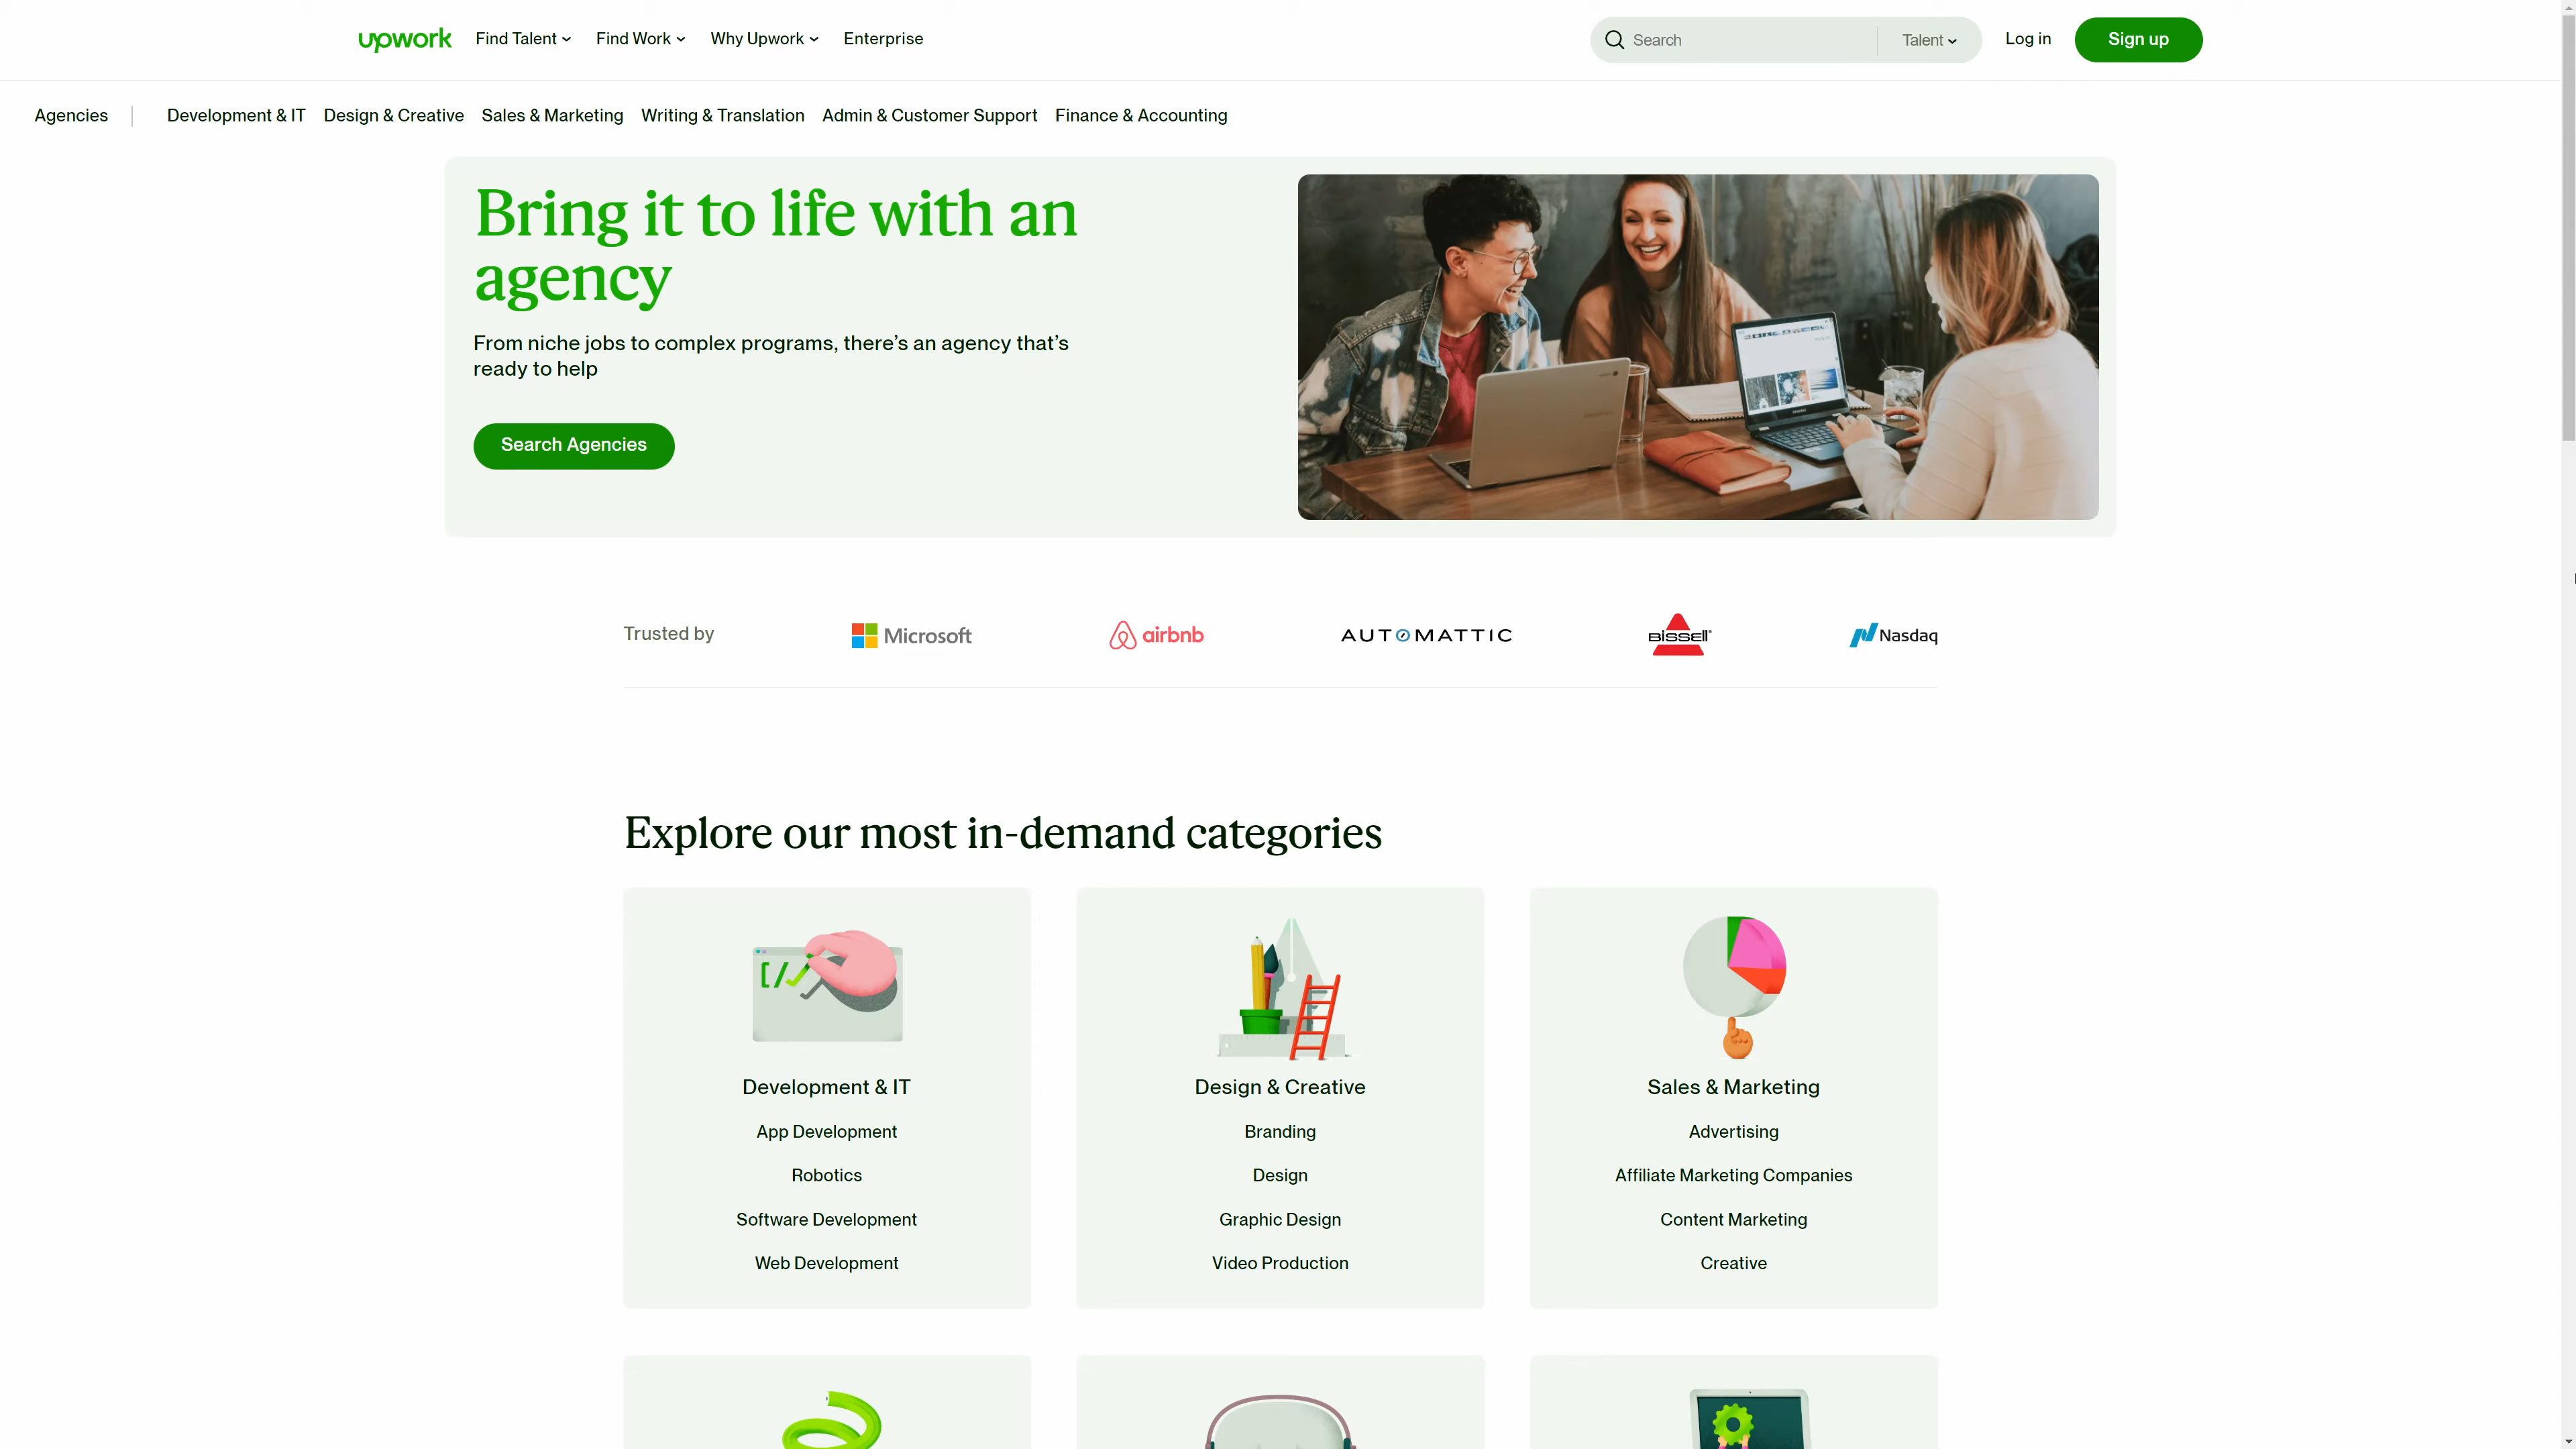 upwork
Find Talent
Find Work
Why Upwork
Enterprise
Search
Talent
Log in
Sign up
Agencies
Development & IT
Design & Creative
Sales & Marketing
Writing & Translation
Admin & Customer Support
Finance & Accounting
Bring it to life with an
agency
From niche jobs to complex programs, there’s an agency that’s
ready to help
Search Agencies
Trusted by
Microsoft
airbnb
AUTOMATTIC
BISSELL®
Nasdaq
Explore our most in-demand categories
[/
Development & IT
App Development
Robotics
Software Development
Web Development
Design & Creative
Branding
Design
Graphic Design
Video Production
Sales & Marketing
Advertising
Affiliate Marketing Companies
Content Marketing
Creative